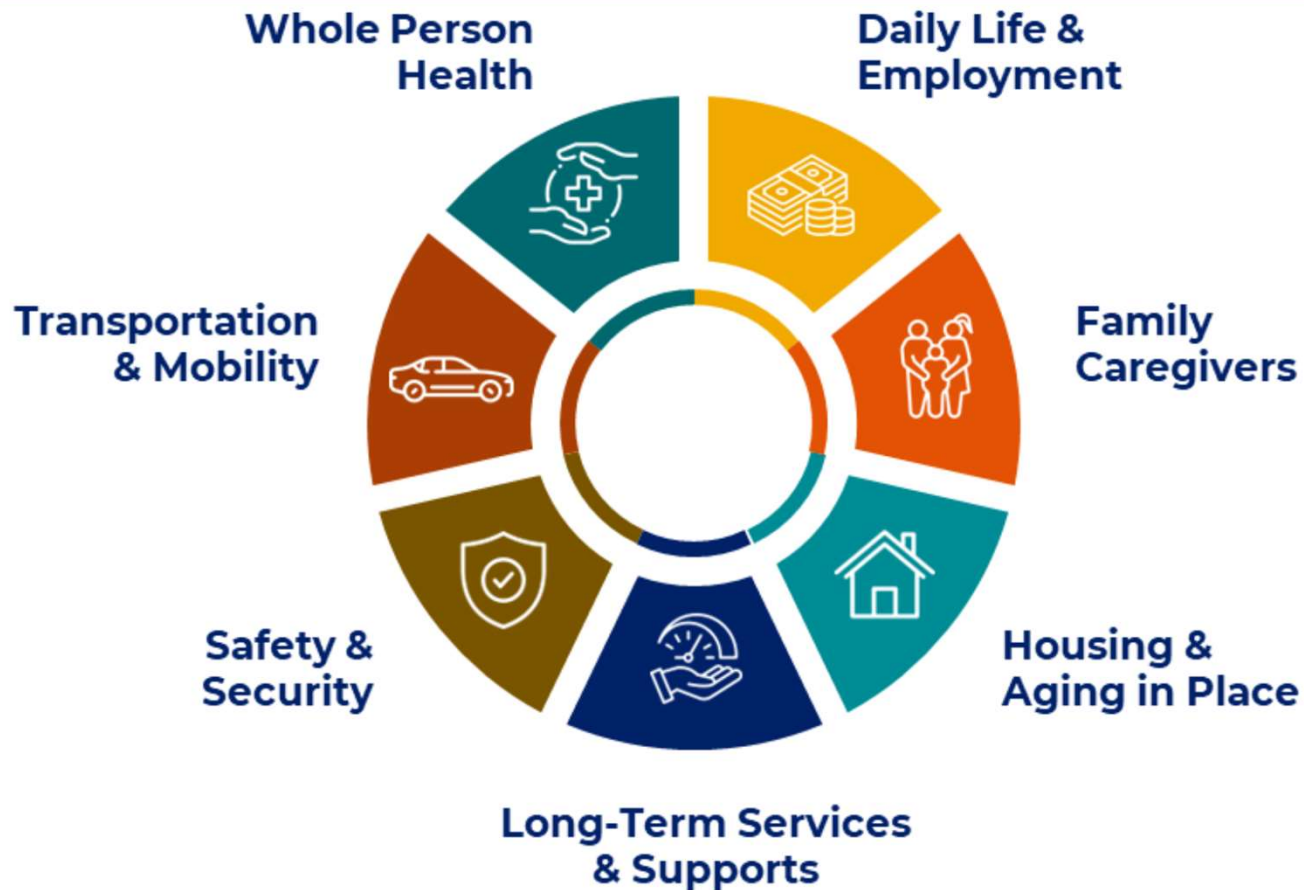 Whole Person
Health
Daily Life &
Employment
Transportation
& Mobility
Family
Caregivers
Safety &
Security
Housing &
Aging in Place
Long-Term Services
& Supports